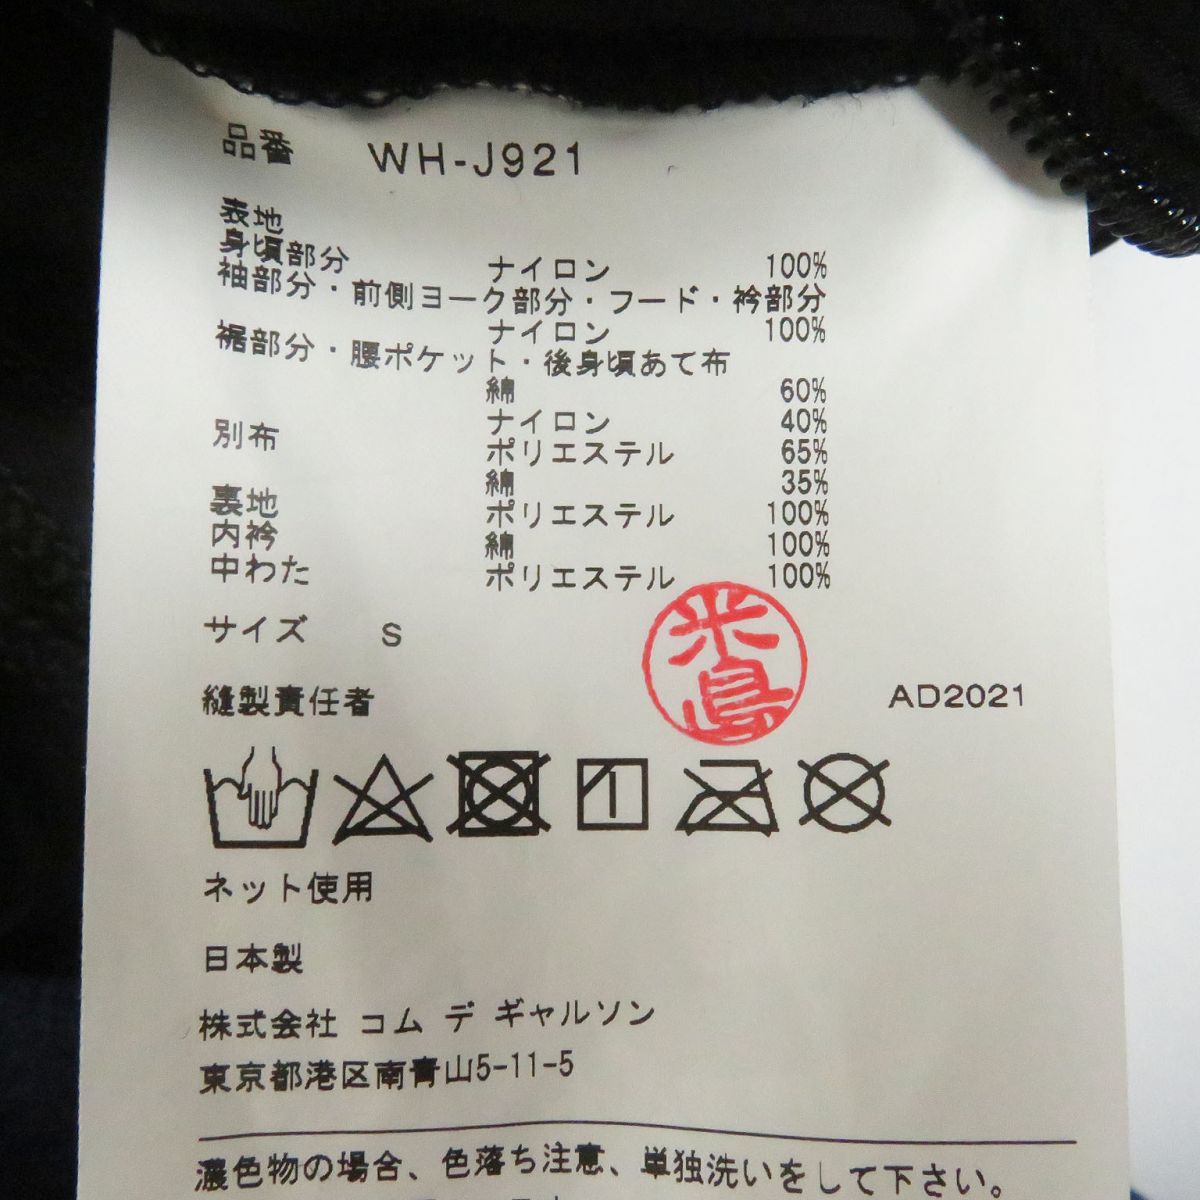 品番 WH-J921
表地
身頃部分 ナイロン 100%
袖部分・前側ヨーク部分・フード・衿部分
ナイロン 100%
裾部分・腰ポケット・後身頃あて布
綿 60%
ナイロン 40%
別布 ポリエステル 65%
綿 35%
裏地 ポリエステル 100%
内衿 綿 100%
中わた ポリエステル 100%
サイズ S
米島
縫製責任者 AD2021
ネット使用
日本製
株式会社 コム デ ギャルソン
東京都港区南青山5-11-5
濃色物の場合、色落ち注意、単独洗いをして下さい。